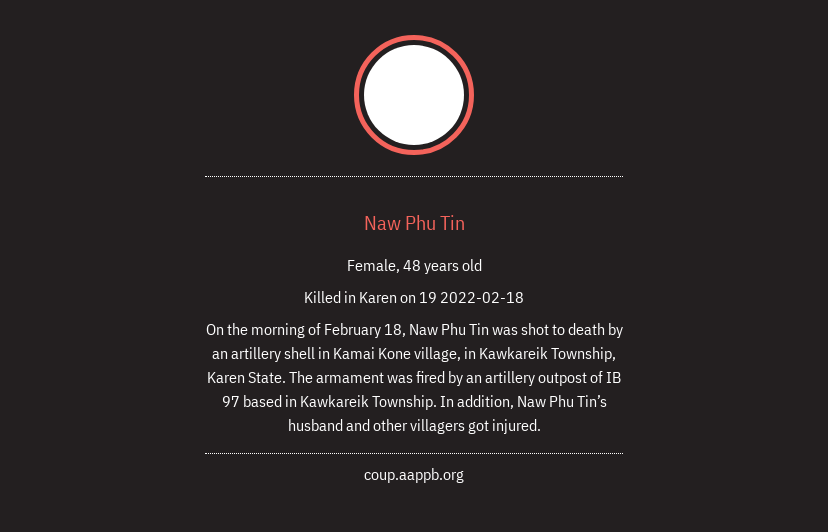 Naw Phu Tin
Female, 48 years old
Killed in Karen on 19 2022-02-18
On the morning of February 18, Naw Phu Tin was shot to death by
an artillery shell in Kamai Kone village, in Kawkareik Township,
Karen State. The armament was fired by an artillery outpost of IB
97 based in Kawkareik Township. In addition, Naw Phu Tin’s
husband and other villagers got injured.
coup.aappb.org